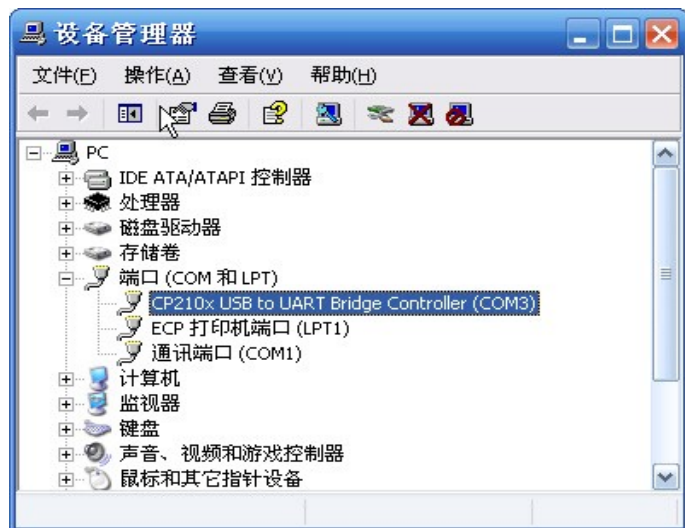 设备管理器
文件(F) 操作(A) 查看(V) 帮助(H)
PC
IDE ATA/ATAPI 控制器
处理器
磁盘驱动器
存储卷
端口 (COM 和 LPT)
CP210x USB to UART Bridge Controller (COM3)
ECP 打印机端口 (LPT1)
通讯端口 (COM1)
计算机
监视器
键盘
声音、视频和游戏控制器
鼠标和其它指针设备